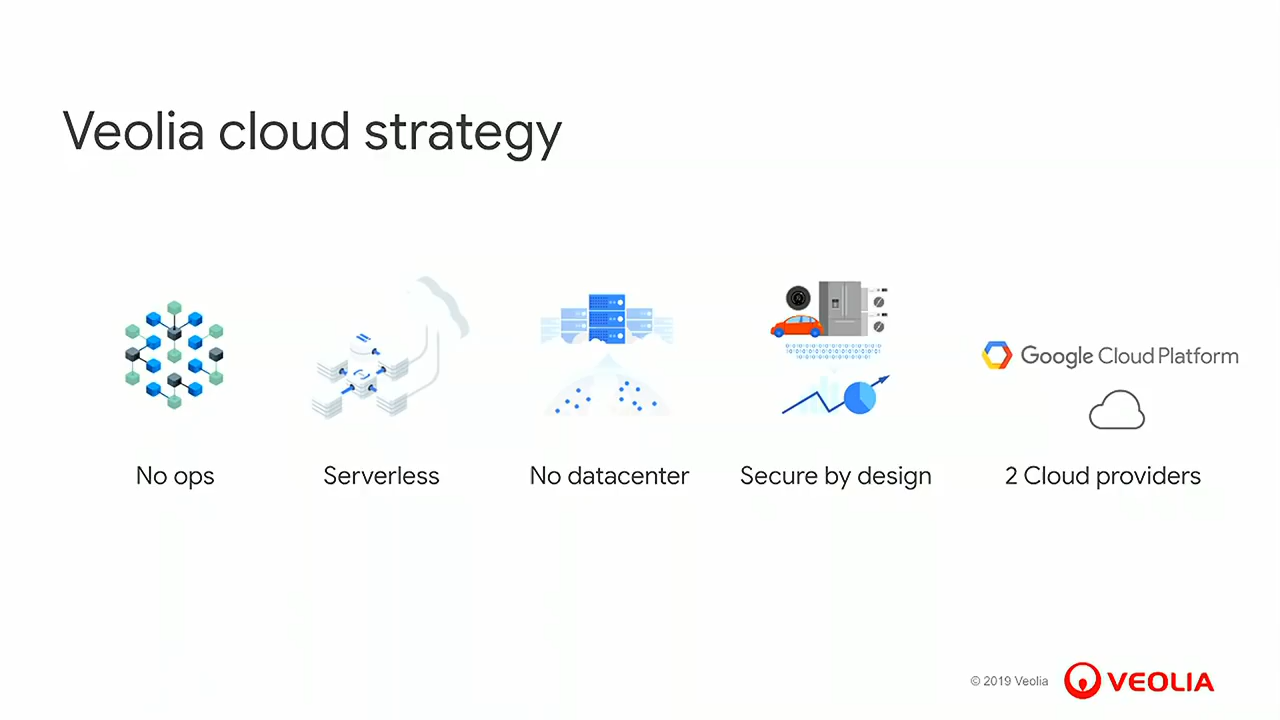 Veolia cloud strategy
Google Cloud Platform
No ops
Serverless
No datacenter
Secure by design
2 Cloud providers
© 2019 Veolia
VEOLIA